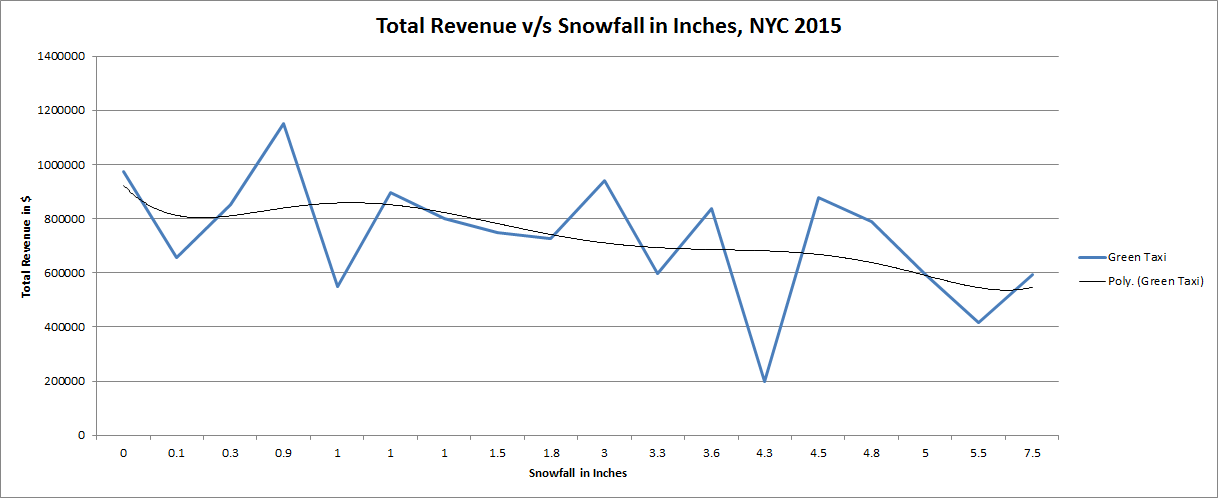 Total Revenue v/s Snowfall in Inches, NYC 2015
1400000
1200000
1000000
800000
600000
400000
200000
0
Total Revenue in $
0 0.1 0.3 0.9 1 1 1 1.5 1.8 3 3.3 3.6 4.3 4.5 4.8 5 5.5 7.5
Snowfall in Inches
Green Taxi
Poly. (Green Taxi)